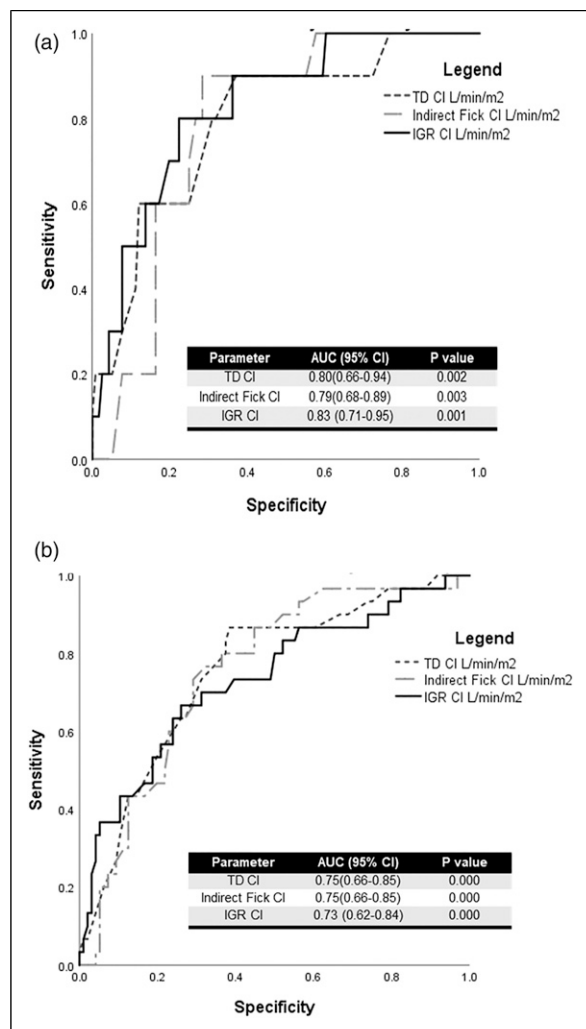 (a)
1.0
0.8
0.6
0.4
0.2
0.0
Sensitivity
Legend
TD CI L/min/m2
Indirect Fick CI L/min/m2
IGR CI L/min/m2
Parameter AUC (95% CI) P value
TD CI 0.80(0.66-0.94) 0.002
Indirect Fick CI 0.79(0.68-0.89) 0.003
IGR CI 0.83 (0.71-0.95) 0.001
0.0 0.2 0.4 0.6 0.8 1.0
Specificity
(b)
1.0
0.8
0.6
0.4
0.2
0.0
Sensitivity
Legend
TD CI L/min/m2
Indirect Fick CI L/min/m2
IGR CI L/min/m2
Parameter AUC (95% CI) P value
TD CI 0.75(0.66-0.85) 0.000
Indirect Fick CI 0.75(0.66-0.85) 0.000
IGR CI 0.73 (0.62-0.84) 0.000
0.0 0.2 0.4 0.6 0.8 1.0
Specificity